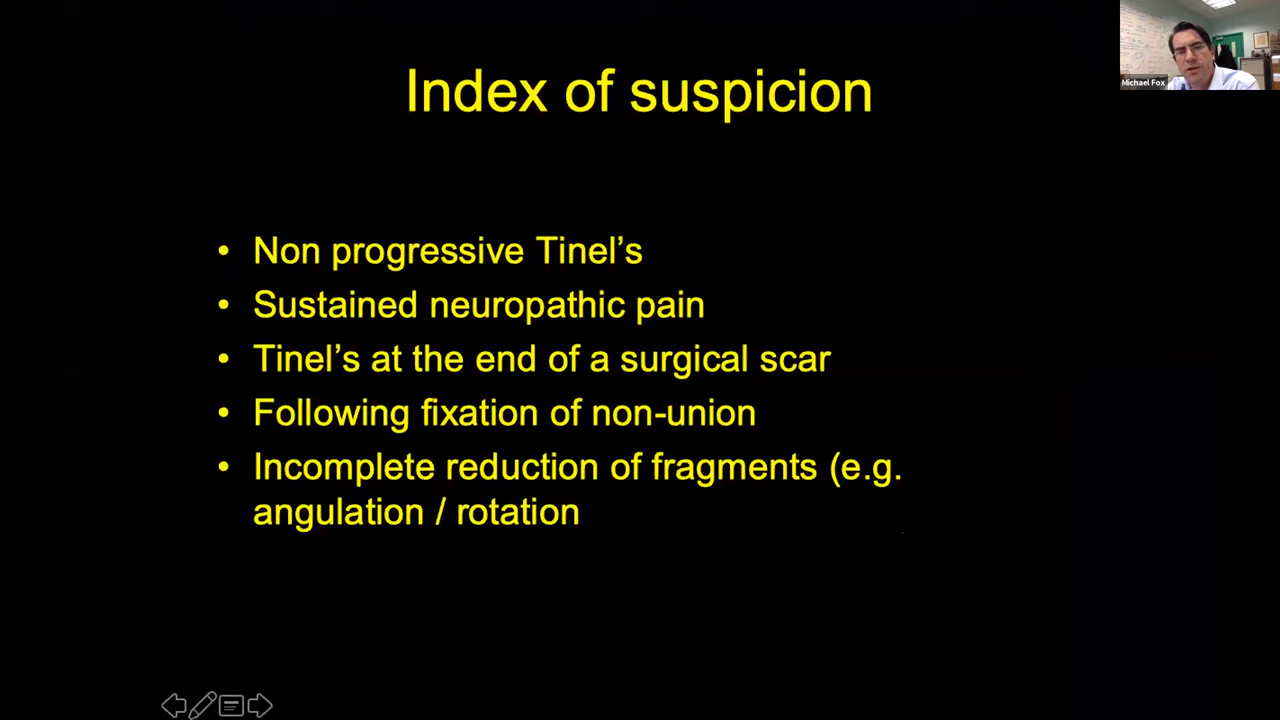 Index of suspicion
• Non progressive Tinel’s
• Sustained neuropathic pain
• Tinel’s at the end of a surgical scar
• Following fixation of non-union
• Incomplete reduction of fragments (e.g.
angulation / rotation
Michael Fox